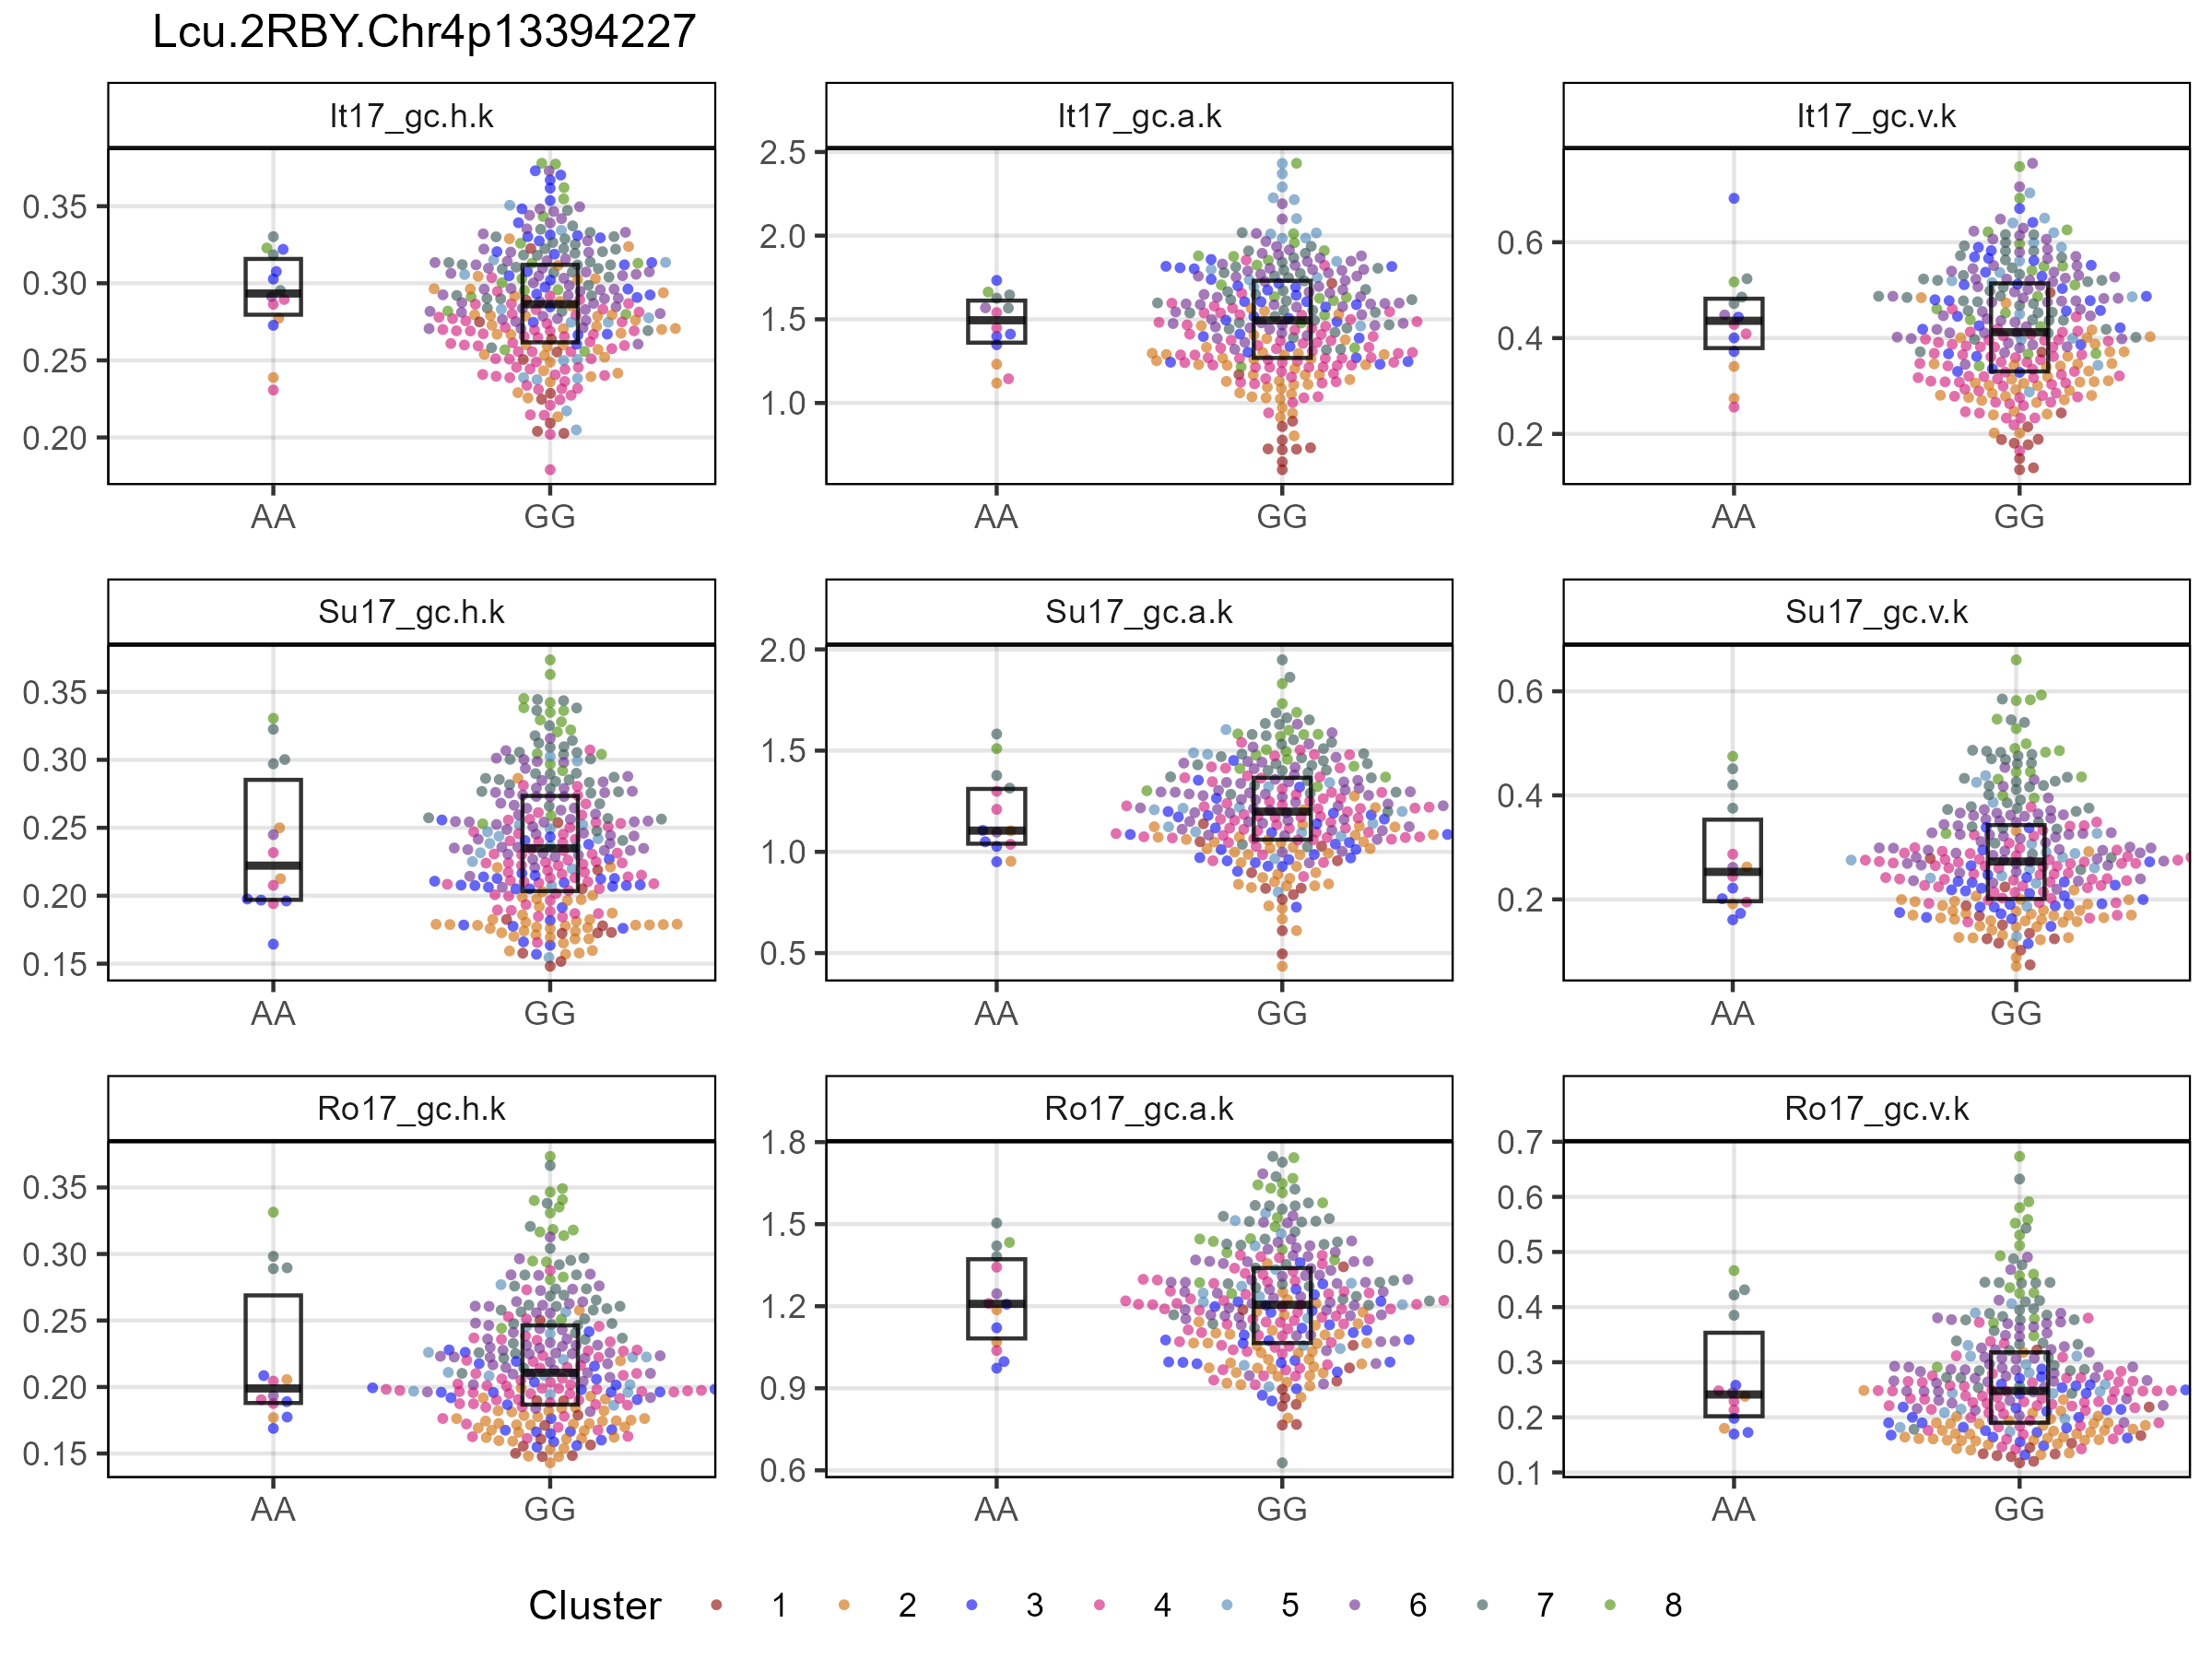 Lcu.2RBY.Chr4p13394227
It17_gc.h.k
It17_gc.a.k
It17_gc.v.k
0.35
0.30
0.25
0.20
AA
GG
2.5
2.0
1.5
1.0
AA
GG
0.6
0.4
0.2
AA
GG
Su17_gc.h.k
Su17_gc.a.k
Su17_gc.v.k
0.35
0.30
0.25
0.20
0.15
AA
GG
2.0
1.5
1.0
0.5
AA
GG
0.6
0.4
0.2
AA
GG
Ro17_gc.h.k
Ro17_gc.a.k
Ro17_gc.v.k
0.35
0.30
0.25
0.20
0.15
AA
GG
1.8
1.5
1.2
0.9
0.6
AA
GG
0.7
0.6
0.5
0.4
0.3
0.2
0.1
AA
GG
Cluster 1 2 3 4 5 6 7 8